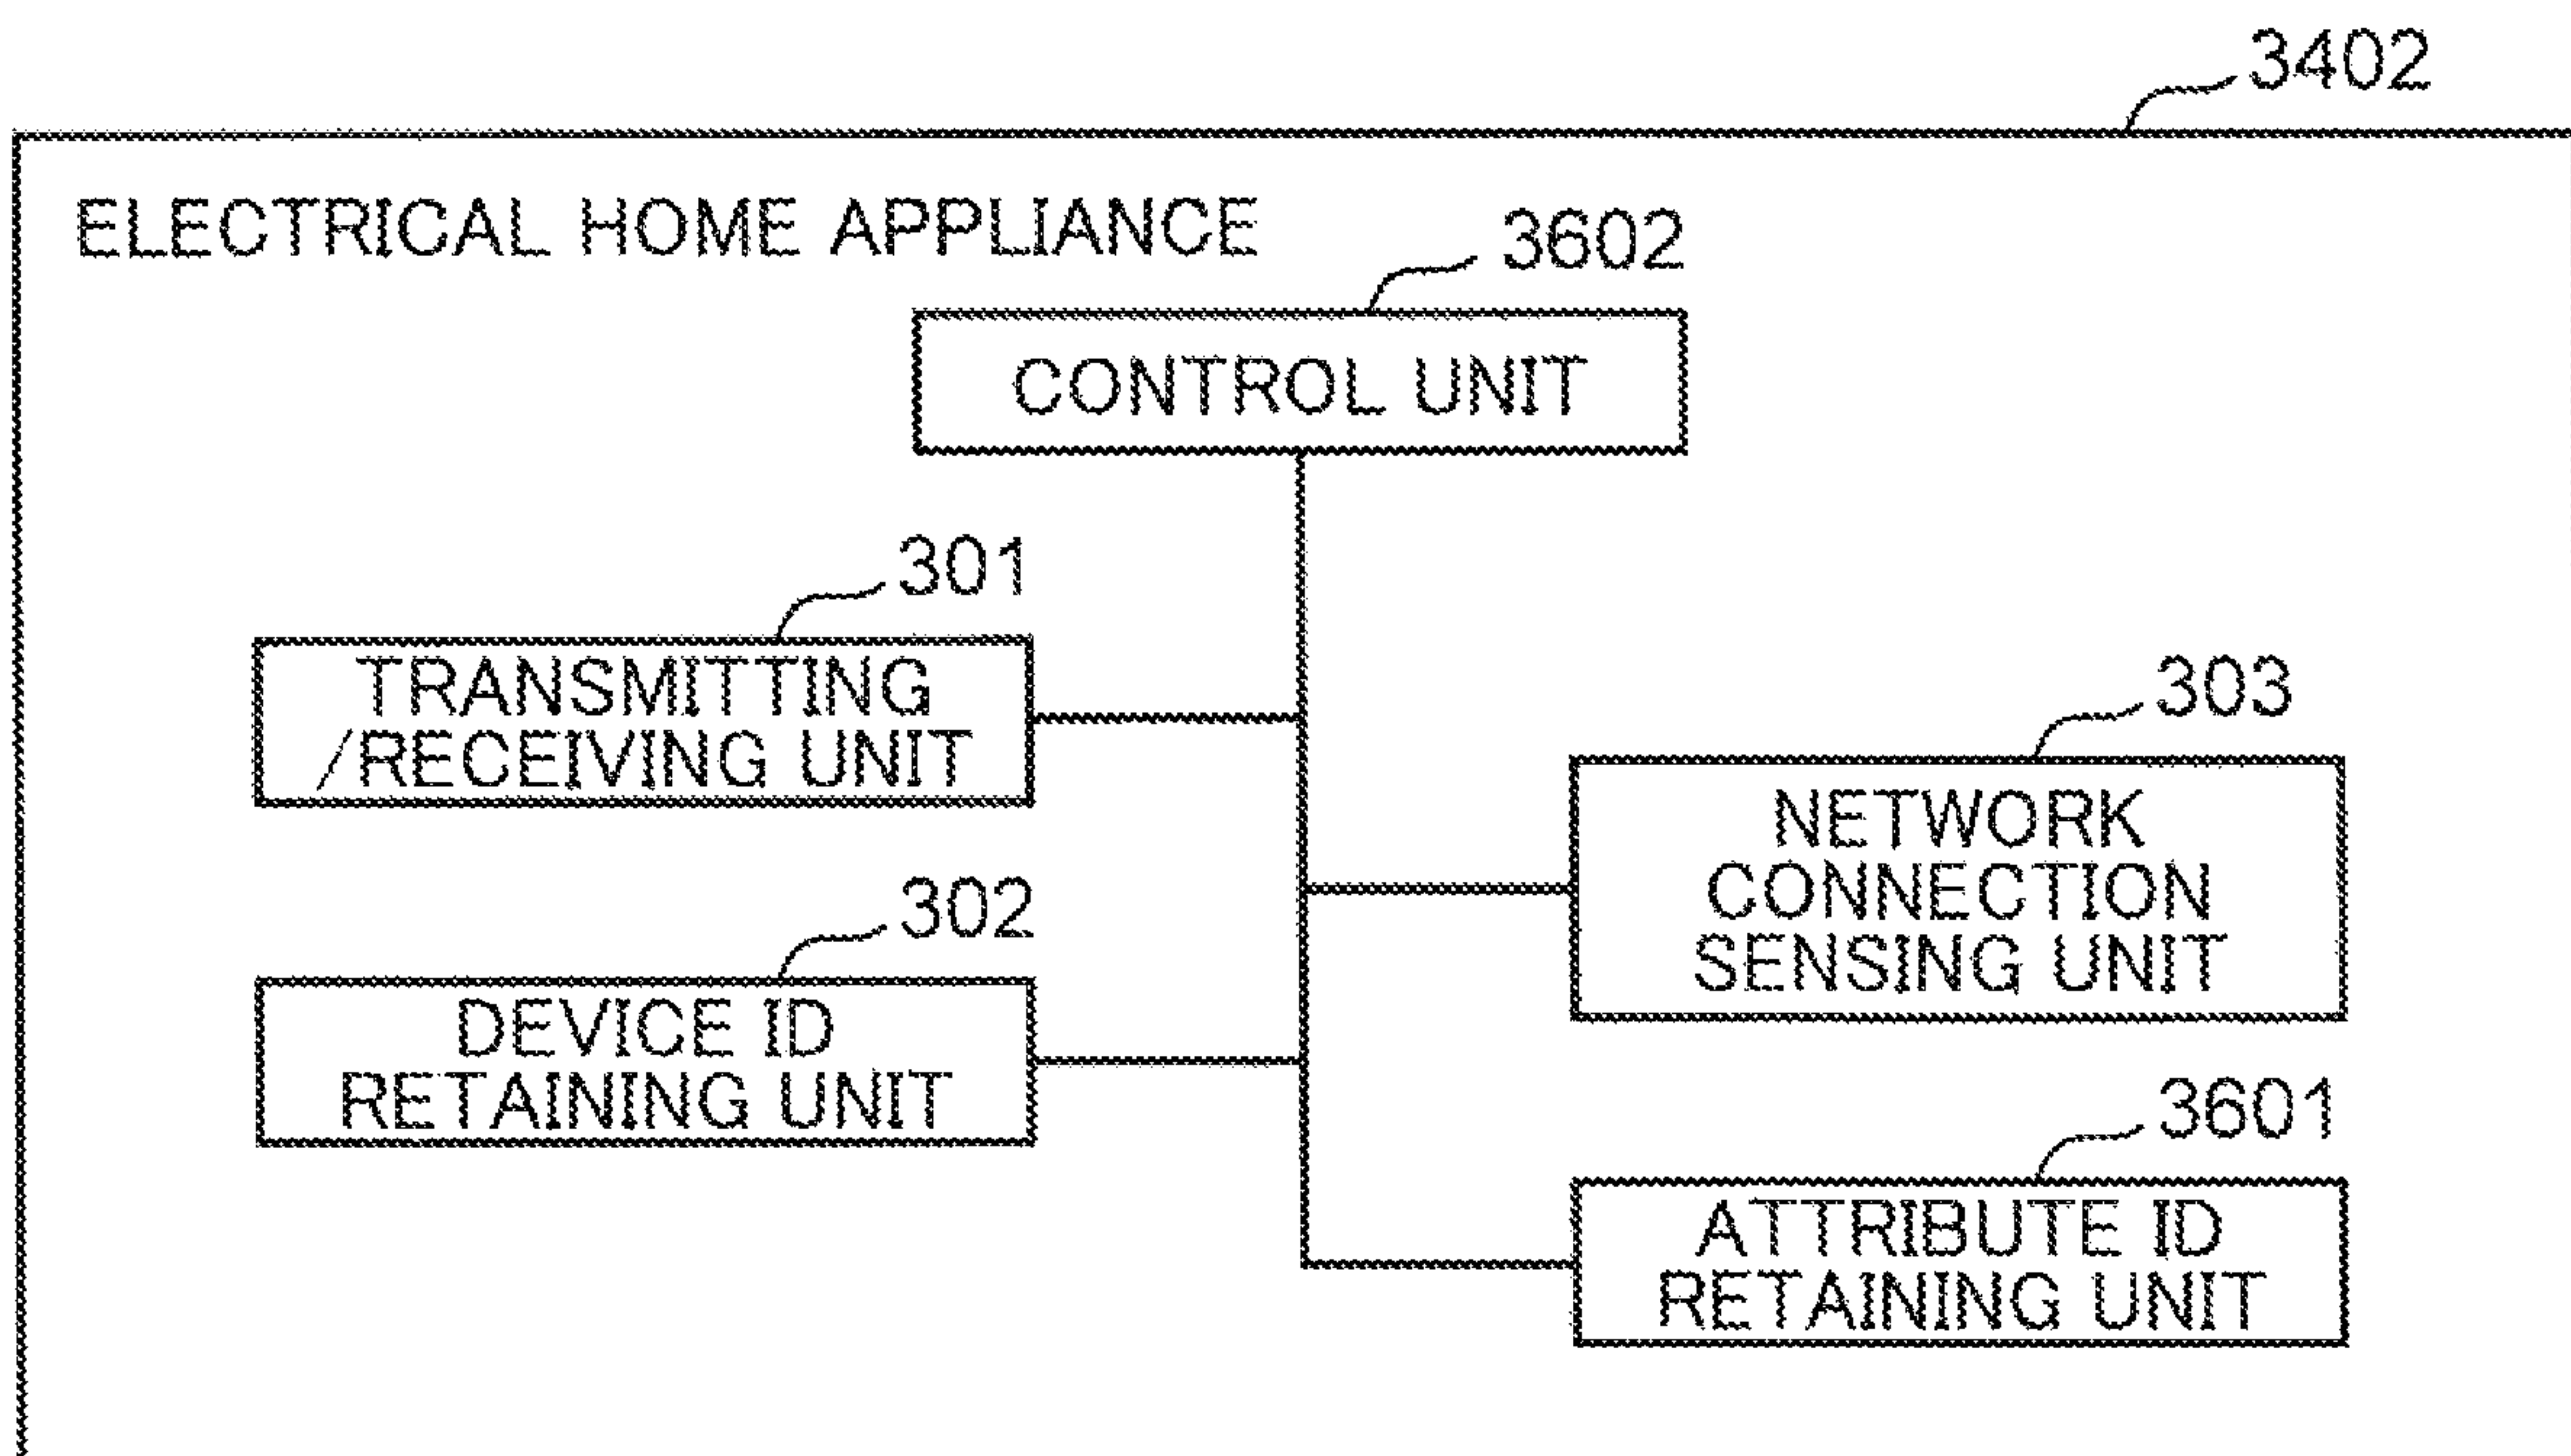 3402
ELECTRICAL HOME APPLIANCE
3602
CONTROL UNIT
301
TRANSMITTING
/RECEIVING UNIT
303
NETWORK
CONNECTION
SENSING UNIT
302
DEVICE ID
RETAINING UNIT
3601
ATTRIBUTE ID
RETAINING UNIT